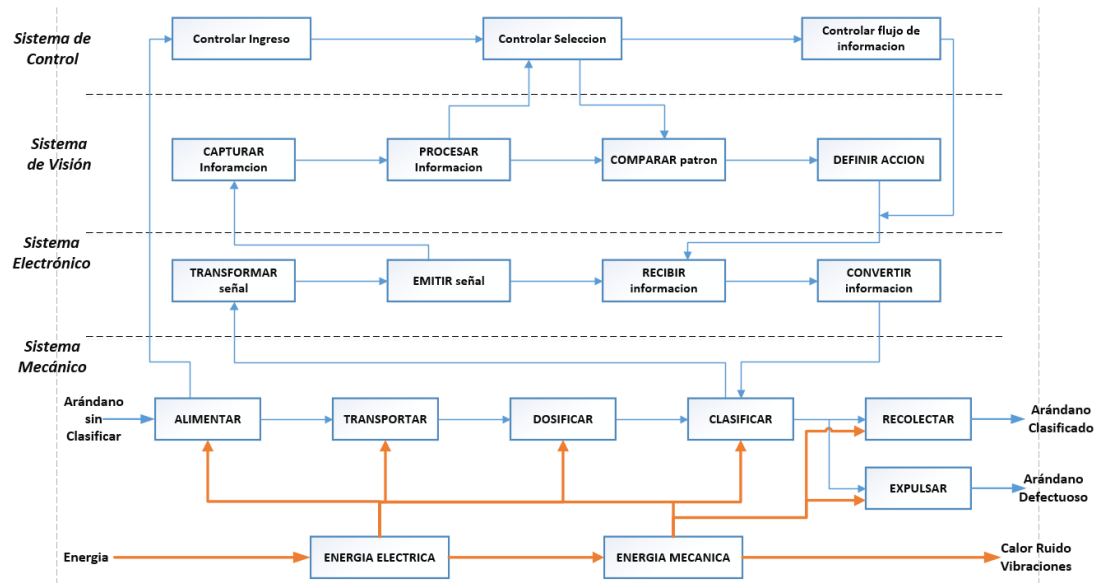 Sistema de
Control
Controlar Ingreso
Controlar Seleccion
Controlar flujo de
informacion
Sistema
de Visión
CAPTURAR
Inforamcion
PROCESAR
Informacion
COMPARAR patron
DEFINIR ACCION
Sistema
Electrónico
TRANSFORMAR
señal
EMITIR señal
RECIBIR
informacion
CONVERTIR
informacion
Sistema
Mecánico
Arándano
sin
Clasificar
ALIMENTAR
TRANSPORTAR
DOSIFICAR
CLASIFICAR
RECOLECTAR
Arándano
Clasificado
EXPULSAR
Arándano
Defectuoso
Energia
ENERGIA ELECTRICA
ENERGIA MECANICA
Calor Ruido
Vibraciones